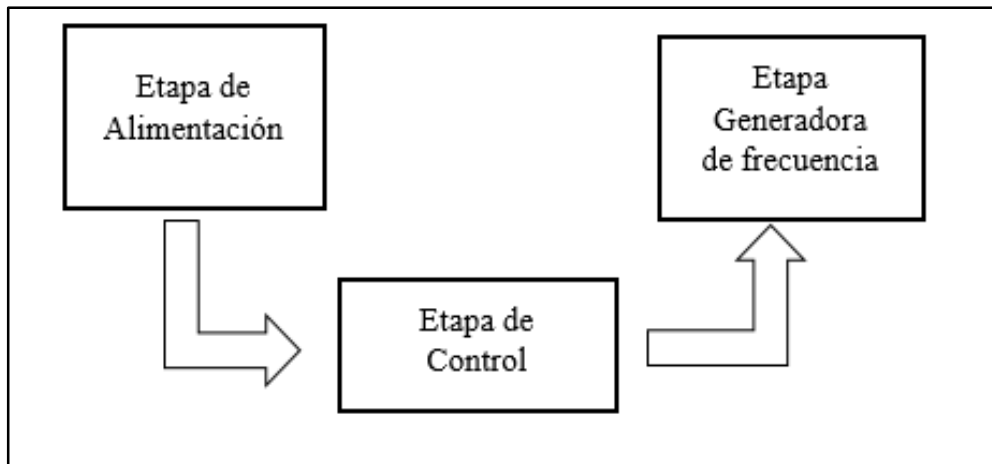 Etapa de
Alimentación
Etapa de
Control
Etapa
Generadora
de frecuencia